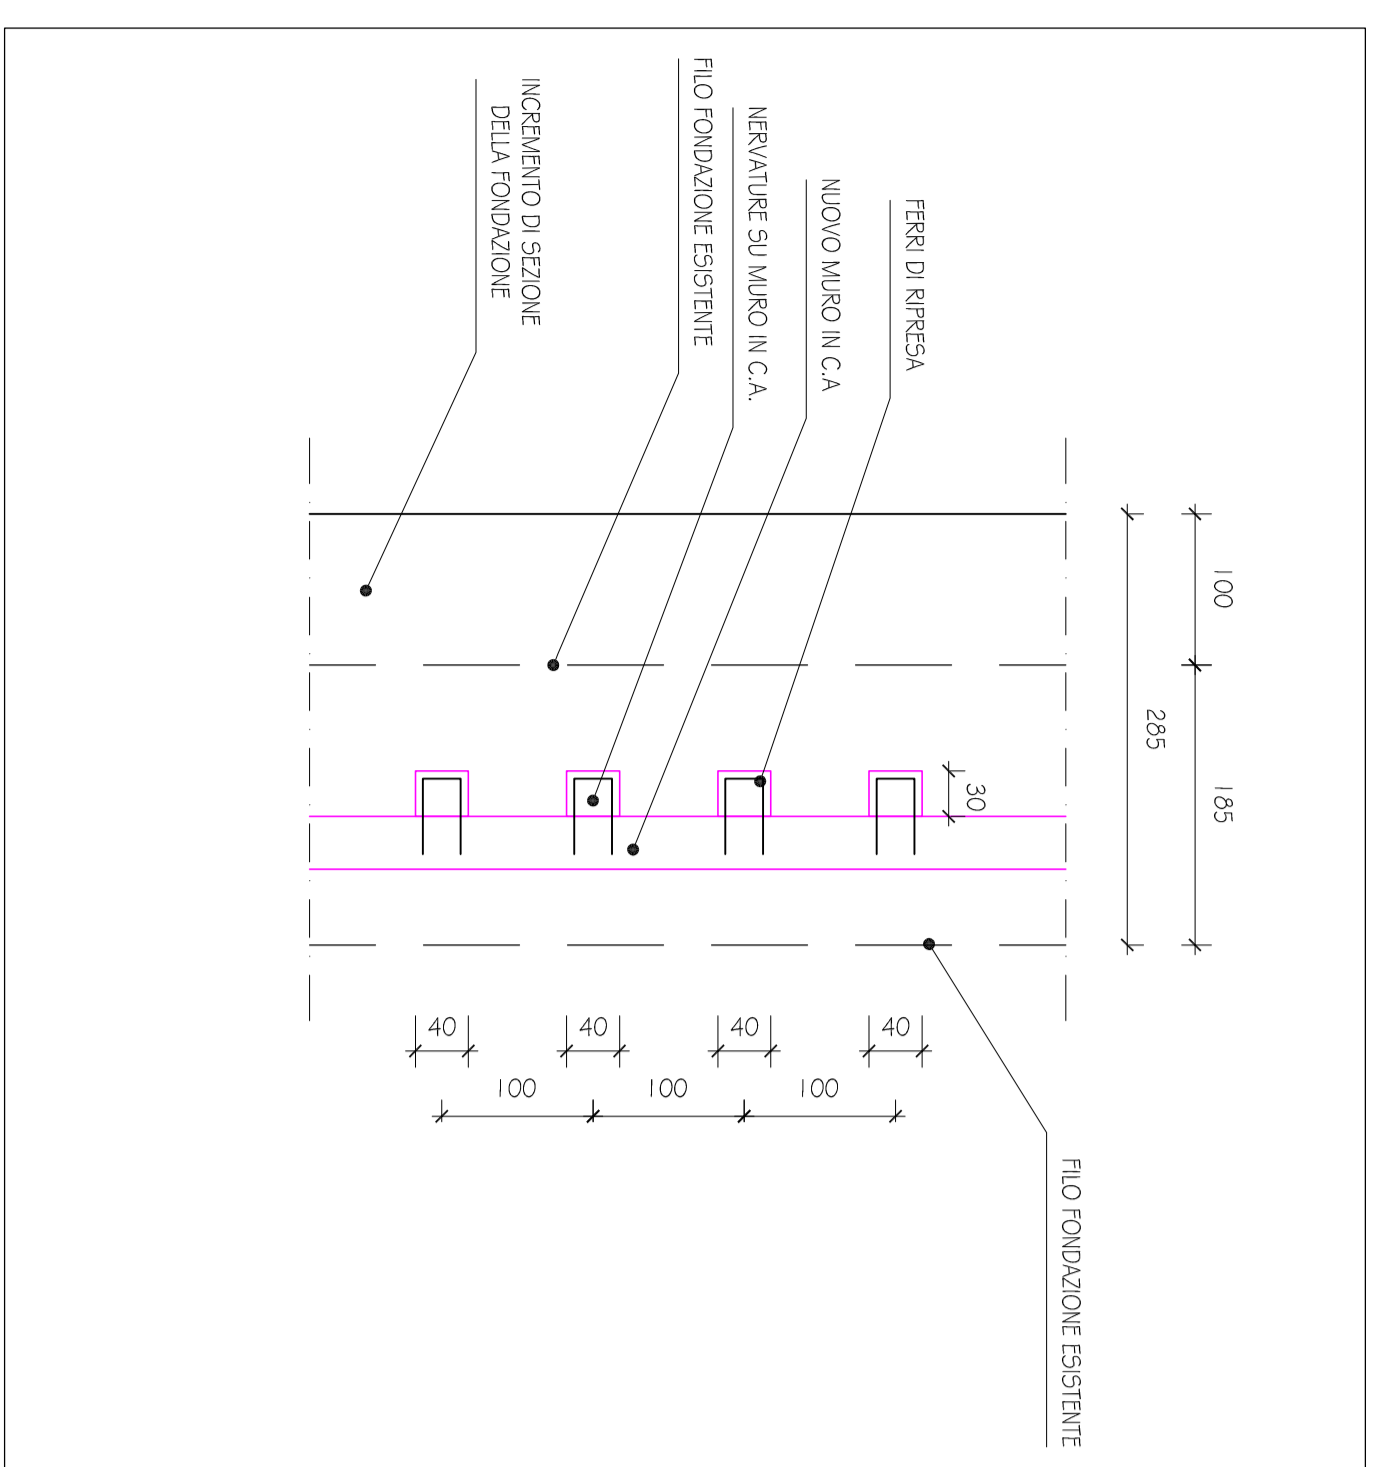 INCREMENTO DI SEZIONE
DELLA FONDAZIONE
FILO FONDAZIONE ESISTENTE
NERVATURE SU MURO IN C.A.
NUOVO MURO IN C.A
FERRI DI RIPRESA
100
285
185
30
40
40
40
40
100
100
100
FILO FONDAZIONE ESISTENTE